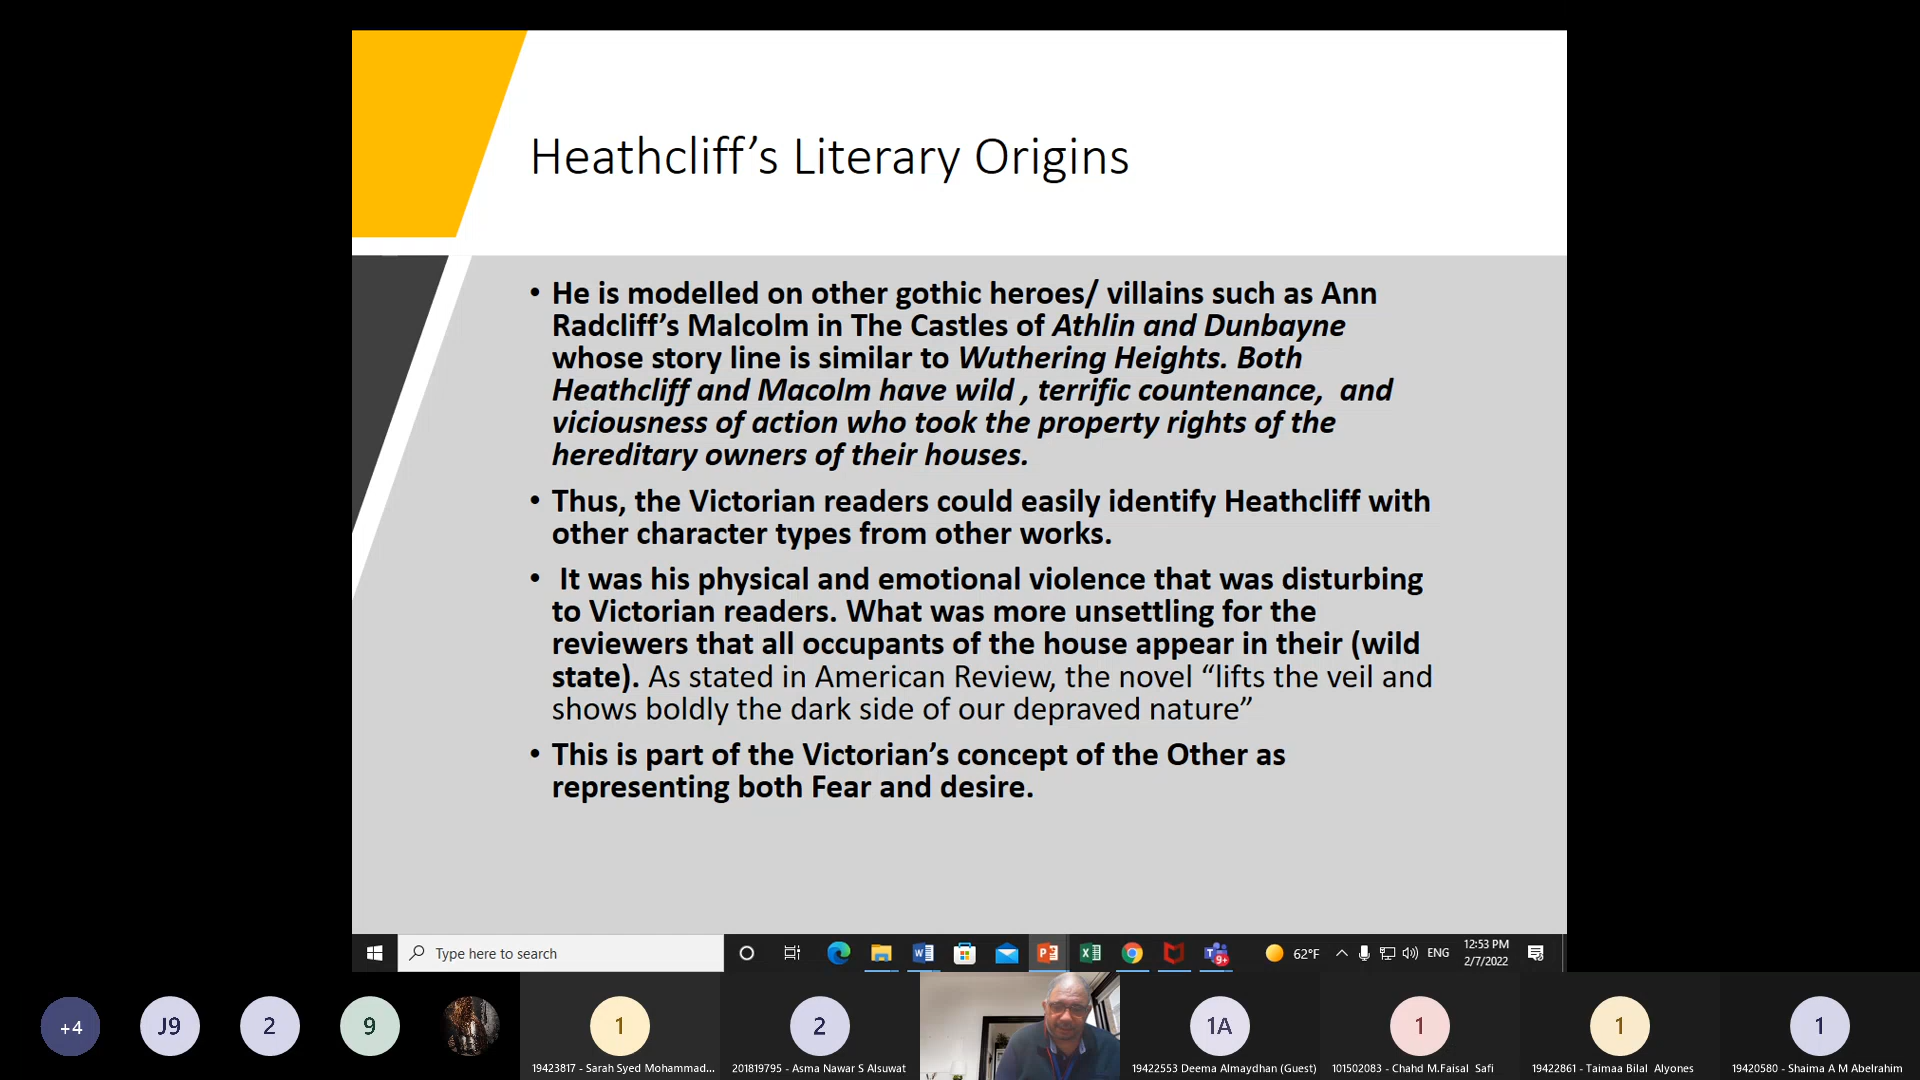 Heathcliff’s Literary Origins
• He is modelled on other gothic heroes/ villains such as Ann
Radcliff’s Malcolm in The Castles of Athlin and Dunbayne
whose story line is similar to Wuthering Heights. Both
Heathcliff and Macolm have wild , terrific countenance,  and
viciousness of action who took the property rights of the
hereditary owners of their houses.
• Thus, the Victorian readers could easily identify Heathcliff with
other character types from other works.
• It was his physical and emotional violence that was disturbing
to Victorian readers. What was more unsettling for the
reviewers that all occupants of the house appear in their (wild
state). As stated in American Review, the novel “lifts the veil and
shows boldly the dark side of our depraved nature”
• This is part of the Victorian’s concept of the Other as
representing both Fear and desire.
Type here to search
9+
62°F
ENG
12:53 PM
2/7/2022
+4
J9
2
9
1
2
1A
1
1
1
19423817 - Sarah Syed Mohammad...
201819795 - Asma Nawar S Alsuwat
19422553 Deema Almaydhan (Guest)
101502083 - Chahd M.Faisal Safi
19422861 - Taimaa Bilal Alyones
19420580 - Shaima A M Abelrahim